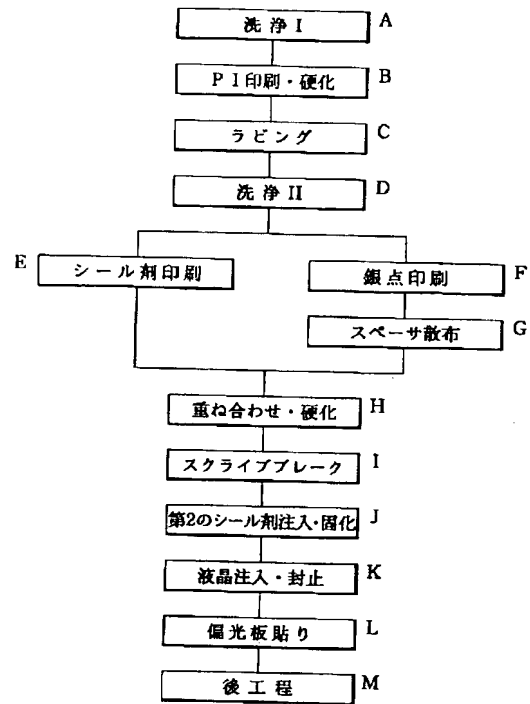 洗浄I A
PI印刷・硬化 B
ラビング C
洗浄II D
E シール剤印刷
銀点印刷 F
スペーサ散布 G
重ね合わせ・硬化 H
スクライブブレーク I
第2のシール剤注入・固化 J
液晶注入・封止 K
偏光板貼り L
後工程 M